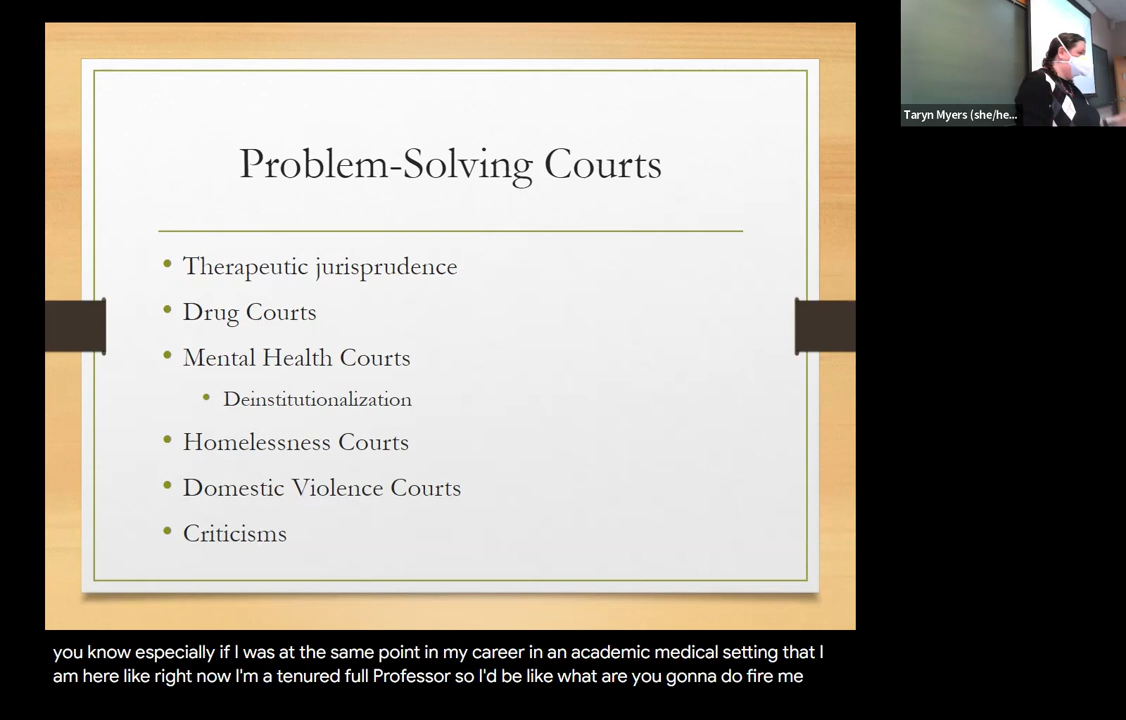 Problem-Solving Courts
• Therapeutic jurisprudence
• Drug Courts
• Mental Health Courts
• Deinstitutionalization
• Homelessness Courts
• Domestic Violence Courts
• Criticisms
Taryn Myers (she/he...
you know especially if I was at the same point in my career in an academic medical setting that I
am here like right now I'm a tenured full Professor so I'd be like what are you gonna do fire me